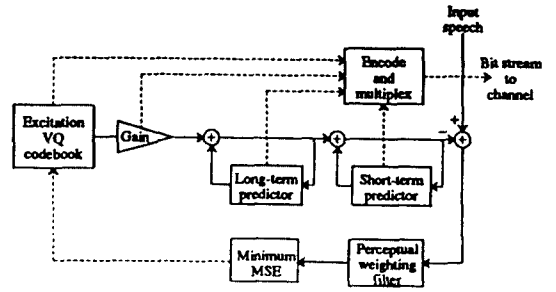 Input
speech
Encode
and
multiplex
Bit stream
to
channel
Excitation
VQ
codebook
Gain
+
+
+
−
+
Long-term
predictor
Short-term
predictor
Minimum
MSE
Perceptual
weighting
filter